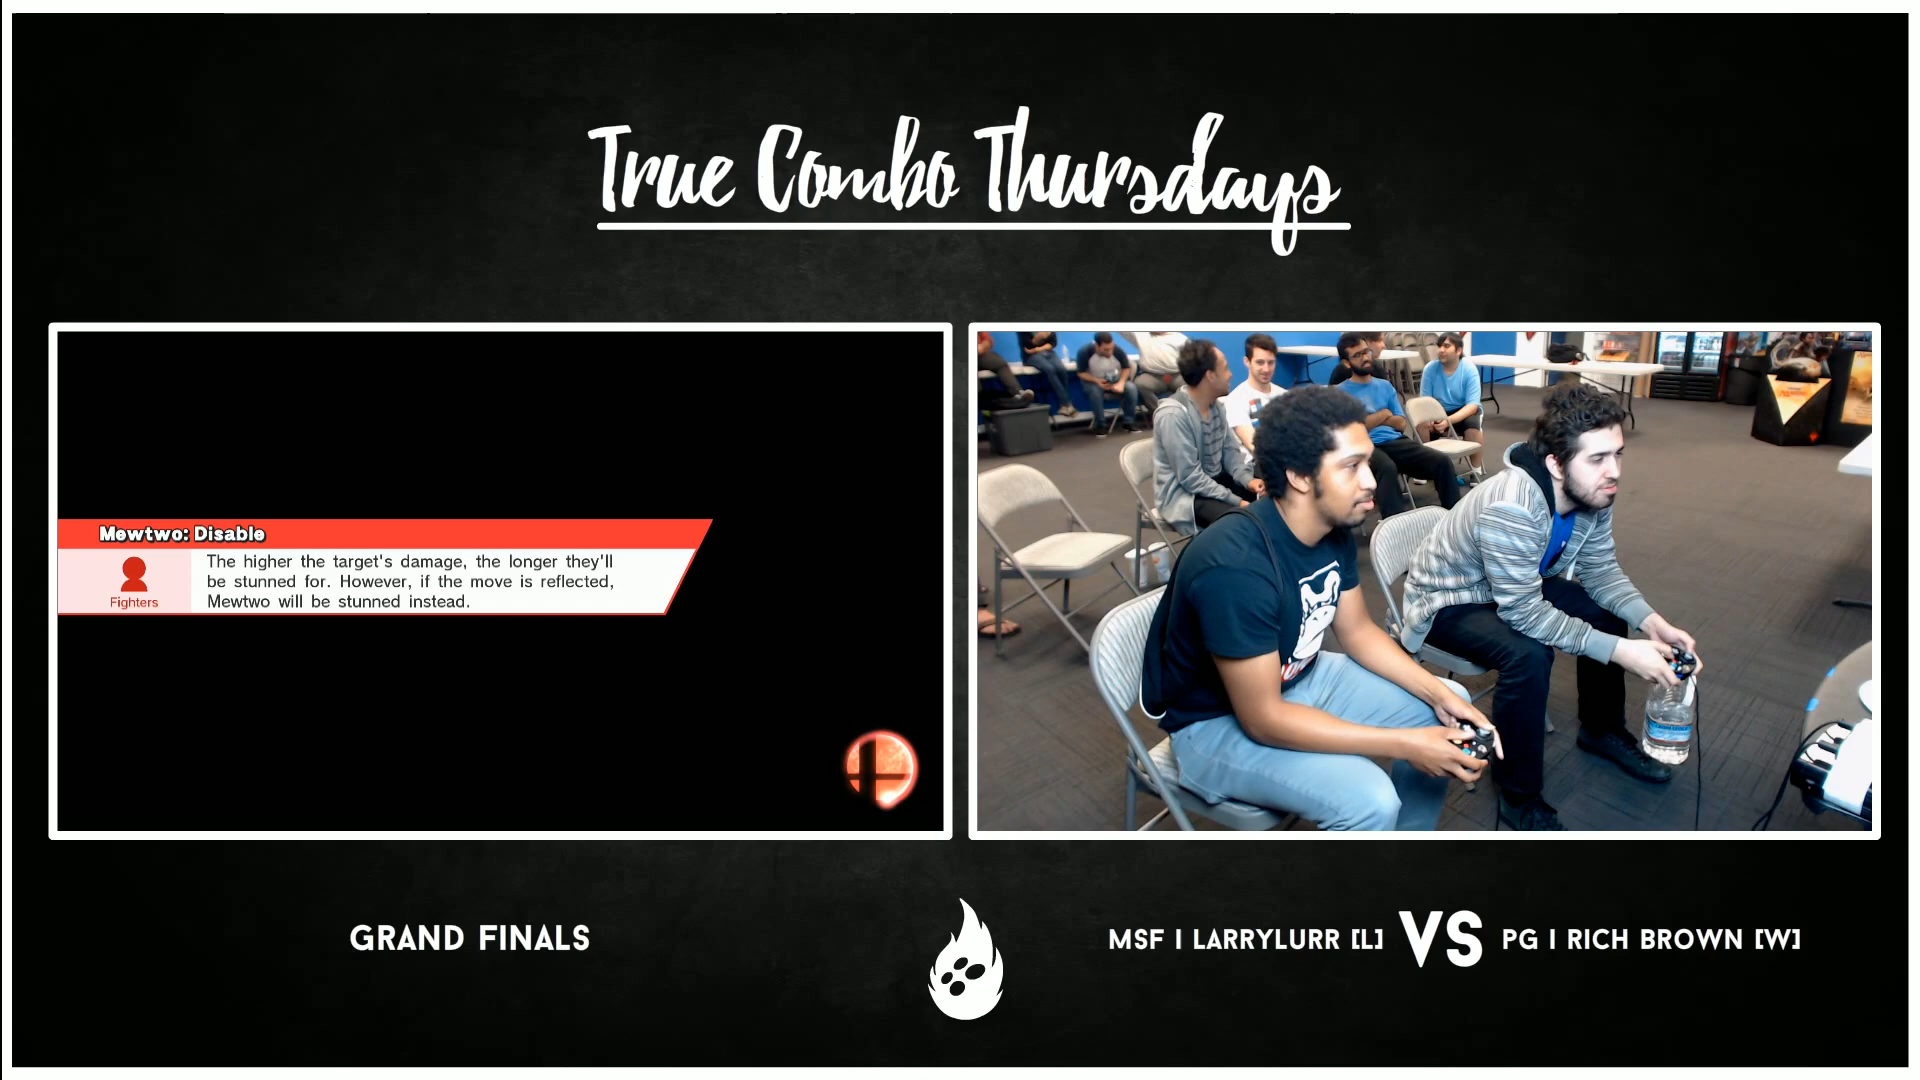 True Combo Thursdays
Mewtwo: Disable
The higher the target's damage, the longer they'll
be stunned for. However, if the move is reflected,
Mewtwo will be stunned instead.
Fighters
GRAND FINALS
MSF | LARRYLURR [L] VS PG | RICH BROWN [W]